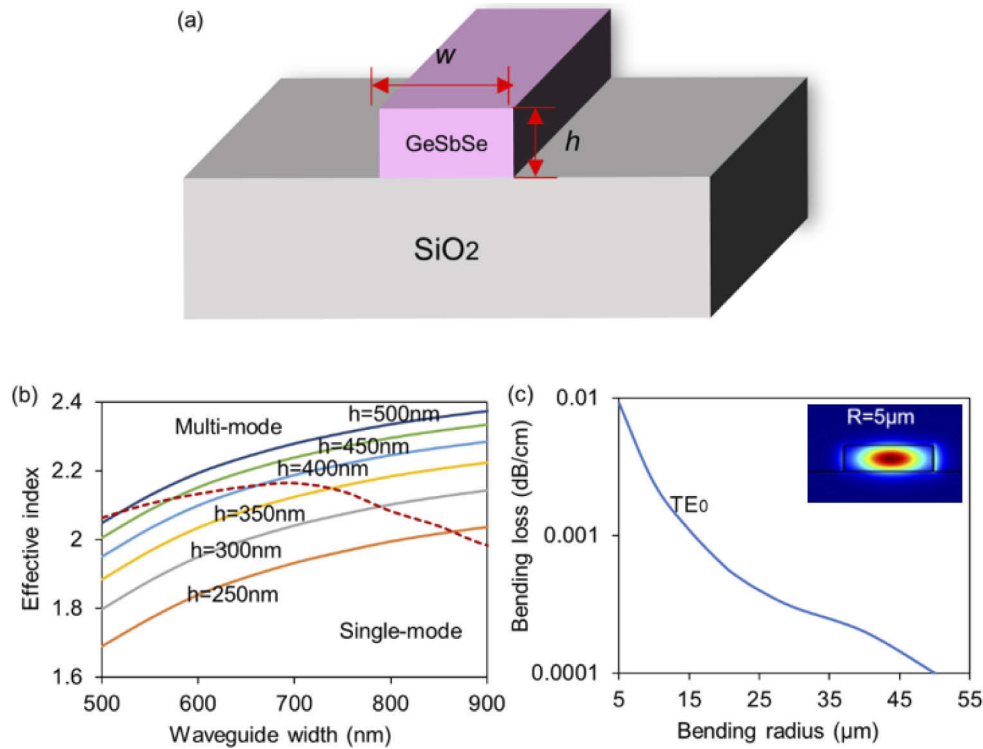 (a)
w
GeSbSe
h
SiO2
(b)
2.4
2.2
2
1.8
1.6
Effective index
Multi-mode
h=500nm
h=450nm
h=400nm
h=350nm
h=300nm
h=250nm
Single-mode
500 600 700 800 900
Waveguide width (nm)
(c)
0.01
0.001
0.0001
Bending loss (dB/cm)
R=5μm
TE0
5 15 25 35 45 55
Bending radius (μm)